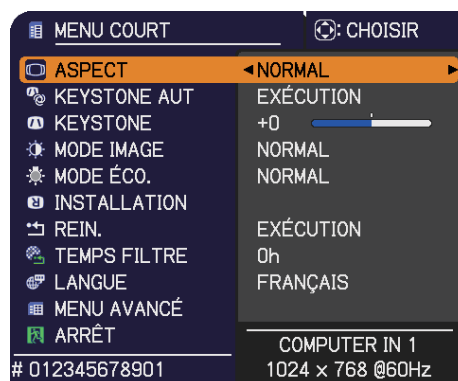 MENU COURT : CHOISIR
ASPECT NORMAL
KEYSTONE AUT EXÉCUTION
KEYSTONE +0
MODE IMAGE NORMAL
MODE ÉCO. NORMAL
INSTALLATION
REIN. EXÉCUTION
TEMPS FILTRE 0h
LANGUE FRANÇAIS
MENU AVANCÉ
ARRÊT
COMPUTER IN 1
# 012345678901 1024 x 768 @60Hz